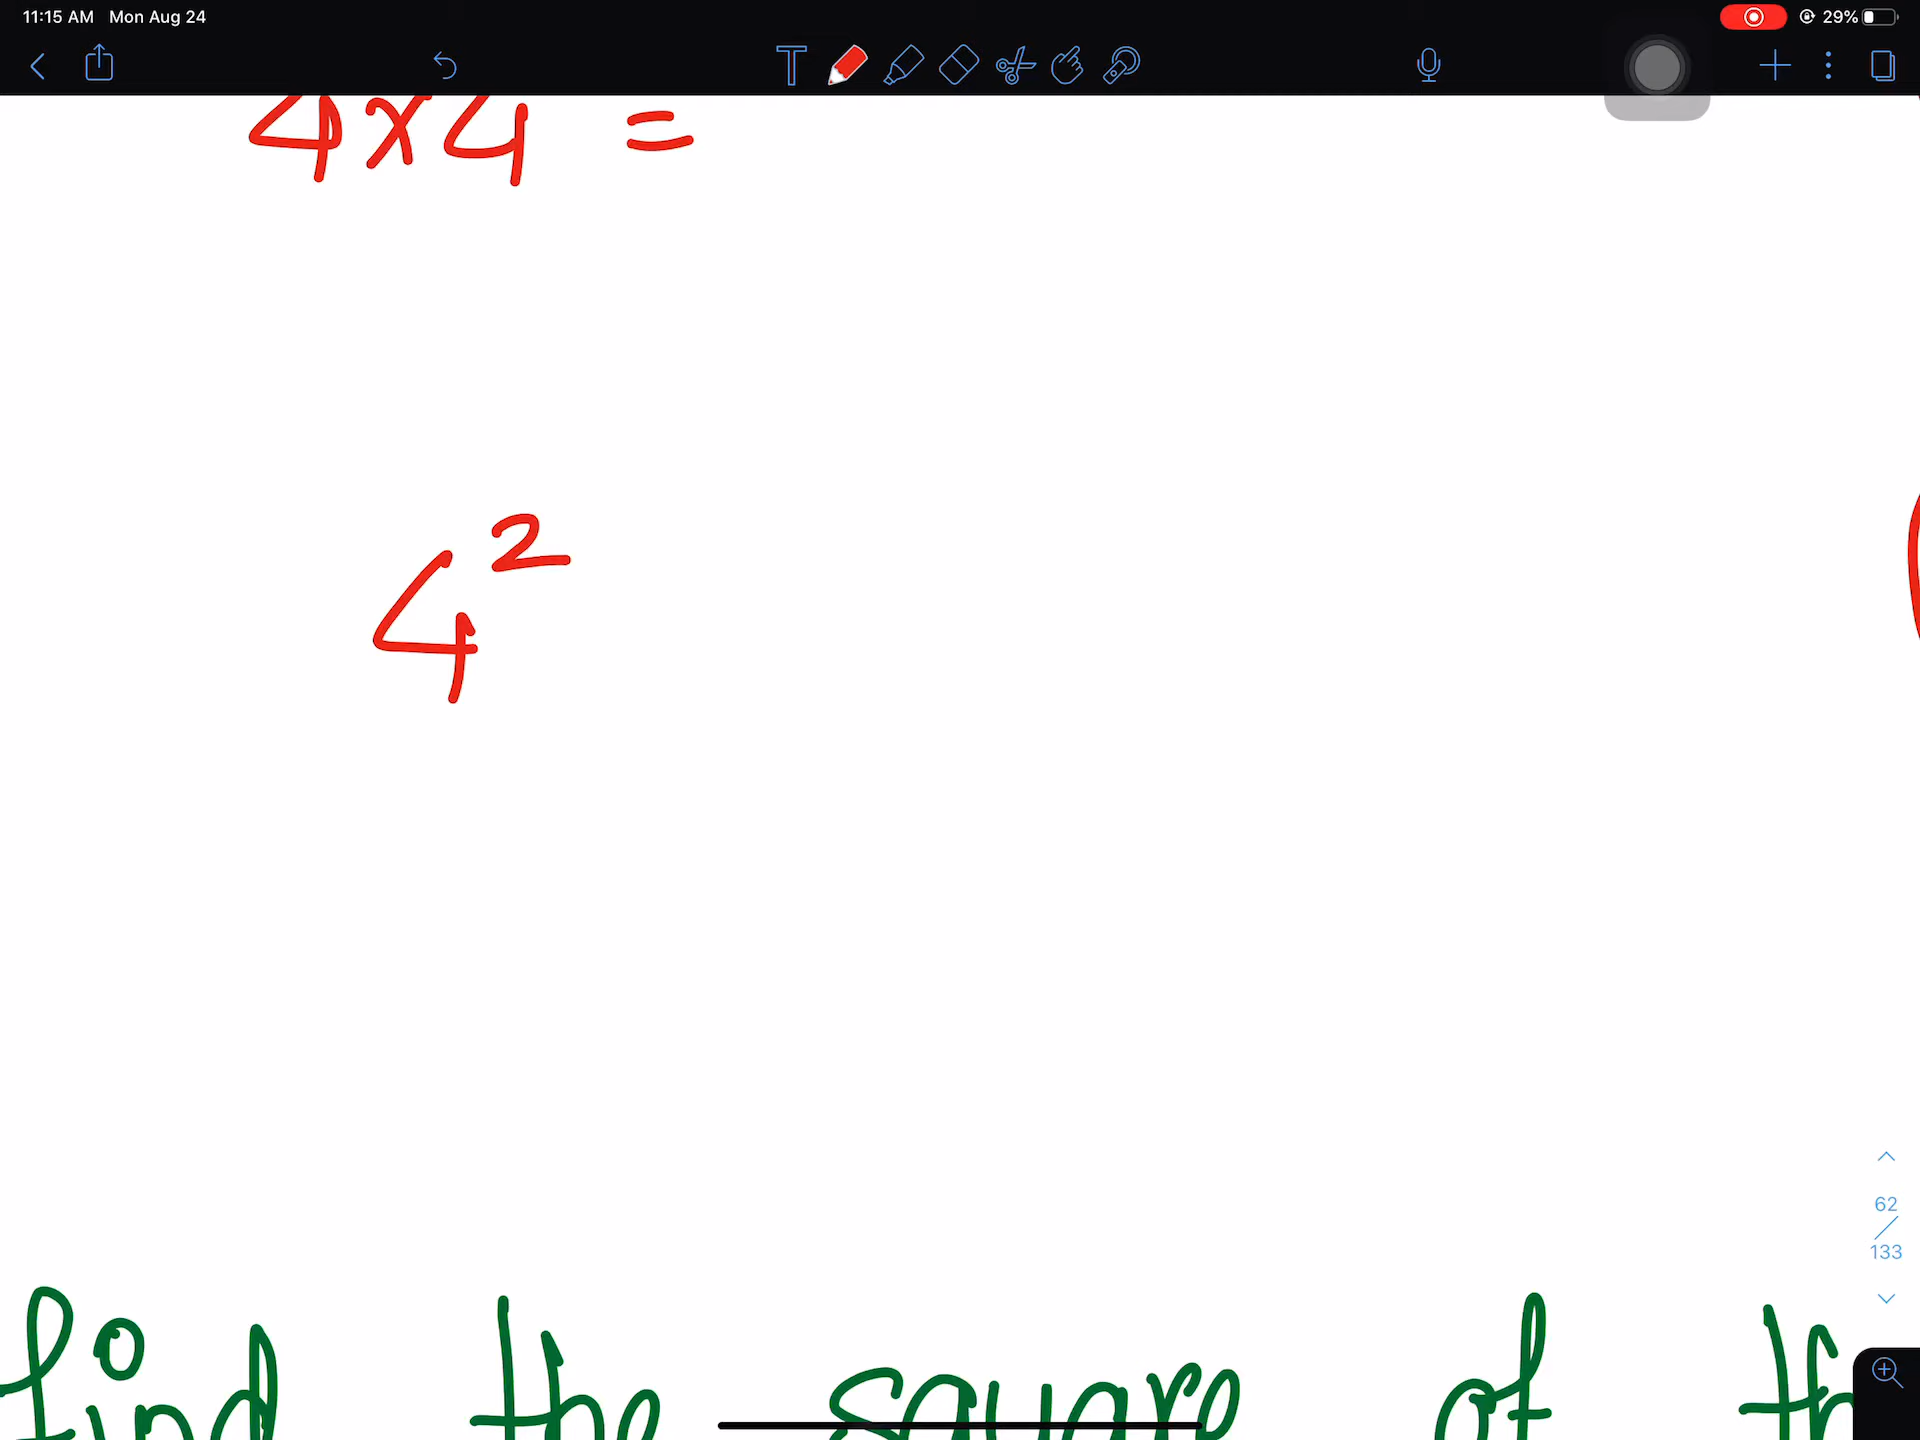 11:15 AM Mon Aug 24 29%
4x4 =
4²
62
133
find the square of